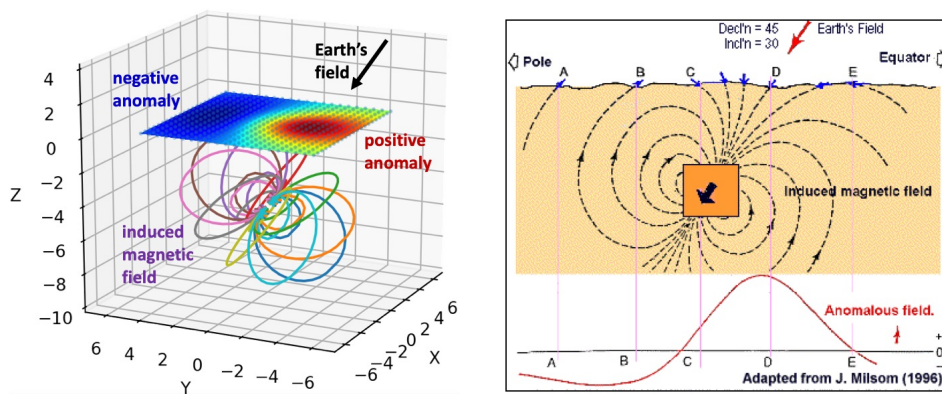 4
2
0
−2
−4
−6
−8
−10
Z
6
4
2
0
−2
−4
−6
Y
−6
−4
−2
0
2
4
6
X
negative
anomaly
Earth's
field
positive
anomaly
induced
magnetic
field
Decl'n = 45
Incl'n = 30
Earth's Field
Pole
Equator
A
B
C
D
E
Induced magnetic field
Anomalous field.
+
0
A
B
C
D
E
Adapted from J. Milsom (1996)